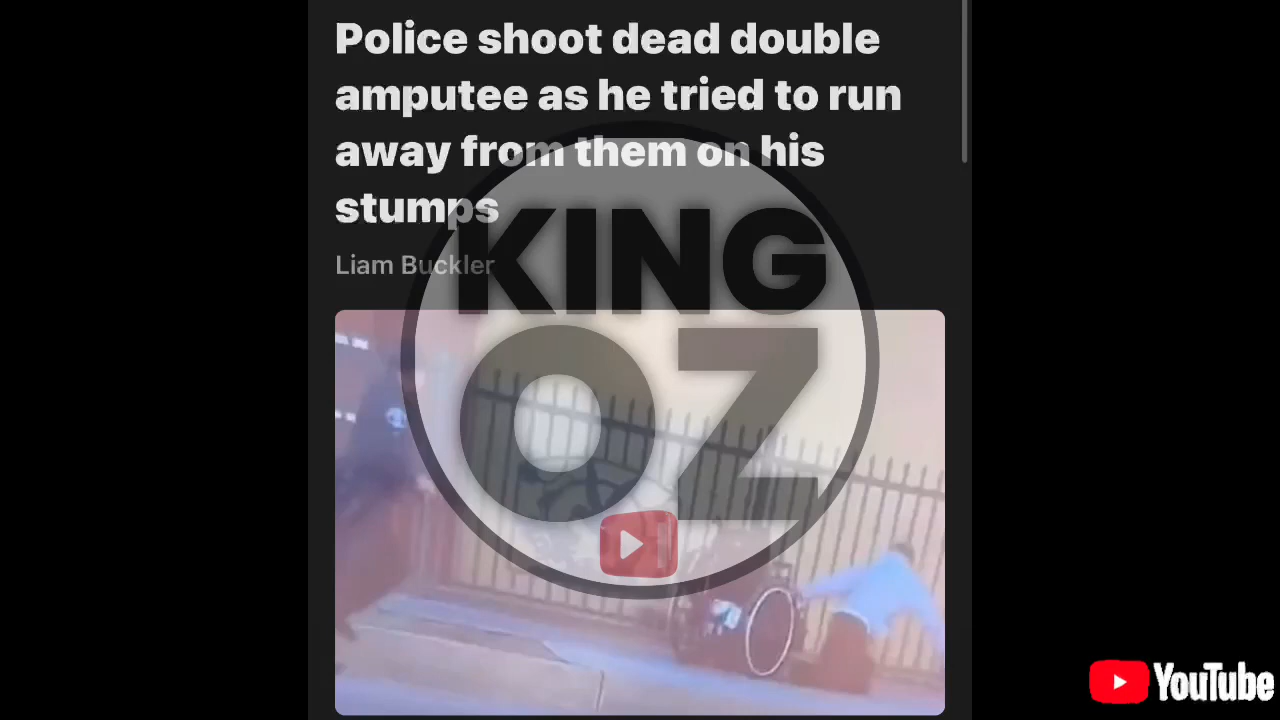 Police shoot dead double
amputee as he tried to run
away from them on his
stumps
Liam Buckler
KING
OZ
YouTube